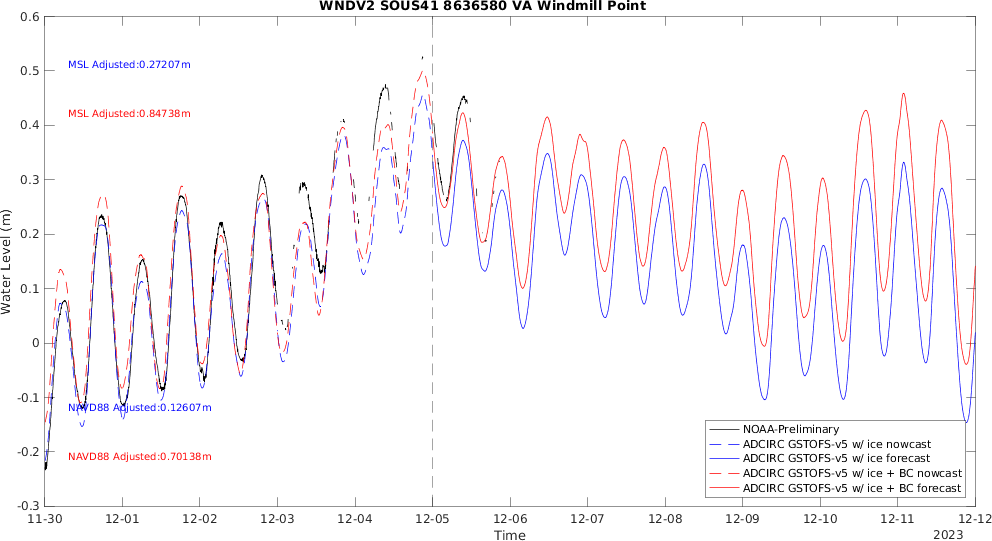 WNDV2 SOUS41 8636580 VA Windmill Point
0.6
0.5
0.4
0.3
0.2
0.1
0
-0.1
-0.2
-0.3
Water Level (m)
MSL Adjusted:0.27207m
MSL Adjusted:0.84738m
NAVD88 Adjusted:0.12607m
NAVD88 Adjusted:0.70138m
NOAA-Preliminary
ADCIRC GSTOFS-v5 w/ ice nowcast
ADCIRC GSTOFS-v5 w/ ice forecast
ADCIRC GSTOFS-v5 w/ ice + BC nowcast
ADCIRC GSTOFS-v5 w/ ice + BC forecast
11-30 12-01 12-02 12-03 12-04 12-05 12-06 12-07 12-08 12-09 12-10 12-11 12-12
Time
2023